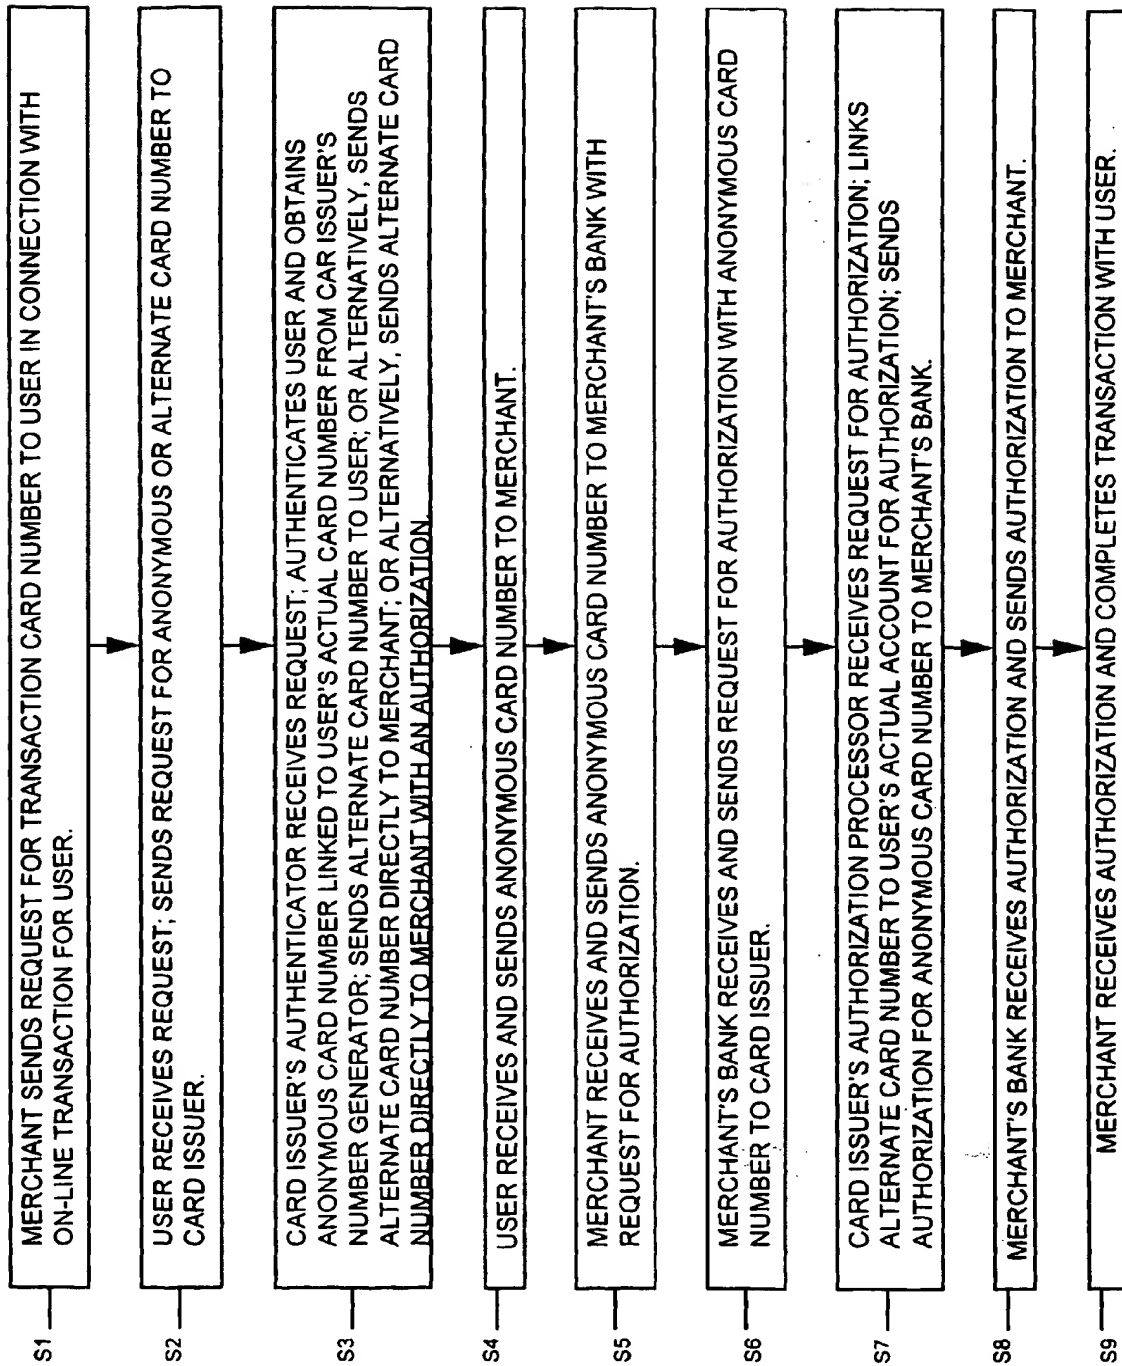 S1
MERCHANT SENDS REQUEST FOR TRANSACTION CARD NUMBER TO USER IN CONNECTION WITH
ON-LINE TRANSACTION FOR USER.
S2
USER RECEIVES REQUEST; SENDS REQUEST FOR ANONYMOUS OR ALTERNATE CARD NUMBER TO
CARD ISSUER.
S3
CARD ISSUER'S AUTHENTICATOR RECEIVES REQUEST; AUTHENTICATES USER AND OBTAINS
ANONYMOUS CARD NUMBER LINKED TO USER'S ACTUAL CARD NUMBER FROM CAR ISSUER'S
NUMBER GENERATOR; SENDS ALTERNATE CARD NUMBER TO USER; OR ALTERNATIVELY, SENDS
ALTERNATE CARD NUMBER DIRECTLY TO MERCHANT; OR ALTERNATIVELY, SENDS ALTERNATE CARD
NUMBER DIRECTLY TO MERCHANT WITH AN AUTHORIZATION.
S4
USER RECEIVES AND SENDS ANONYMOUS CARD NUMBER TO MERCHANT.
S5
MERCHANT RECEIVES AND SENDS ANONYMOUS CARD NUMBER TO MERCHANT'S BANK WITH
REQUEST FOR AUTHORIZATION.
S6
MERCHANT'S BANK RECEIVES AND SENDS REQUEST FOR AUTHORIZATION WITH ANONYMOUS CARD
NUMBER TO CARD ISSUER.
S7
CARD ISSUER'S AUTHORIZATION PROCESSOR RECEIVES REQUEST FOR AUTHORIZATION; LINKS
ALTERNATE CARD NUMBER TO USER'S ACTUAL ACCOUNT FOR AUTHORIZATION; SENDS
AUTHORIZATION FOR ANONYMOUS CARD NUMBER TO MERCHANT'S BANK.
S8
MERCHANT'S BANK RECEIVES AUTHORIZATION AND SENDS AUTHORIZATION TO MERCHANT.
S9
MERCHANT RECEIVES AUTHORIZATION AND COMPLETES TRANSACTION WITH USER.